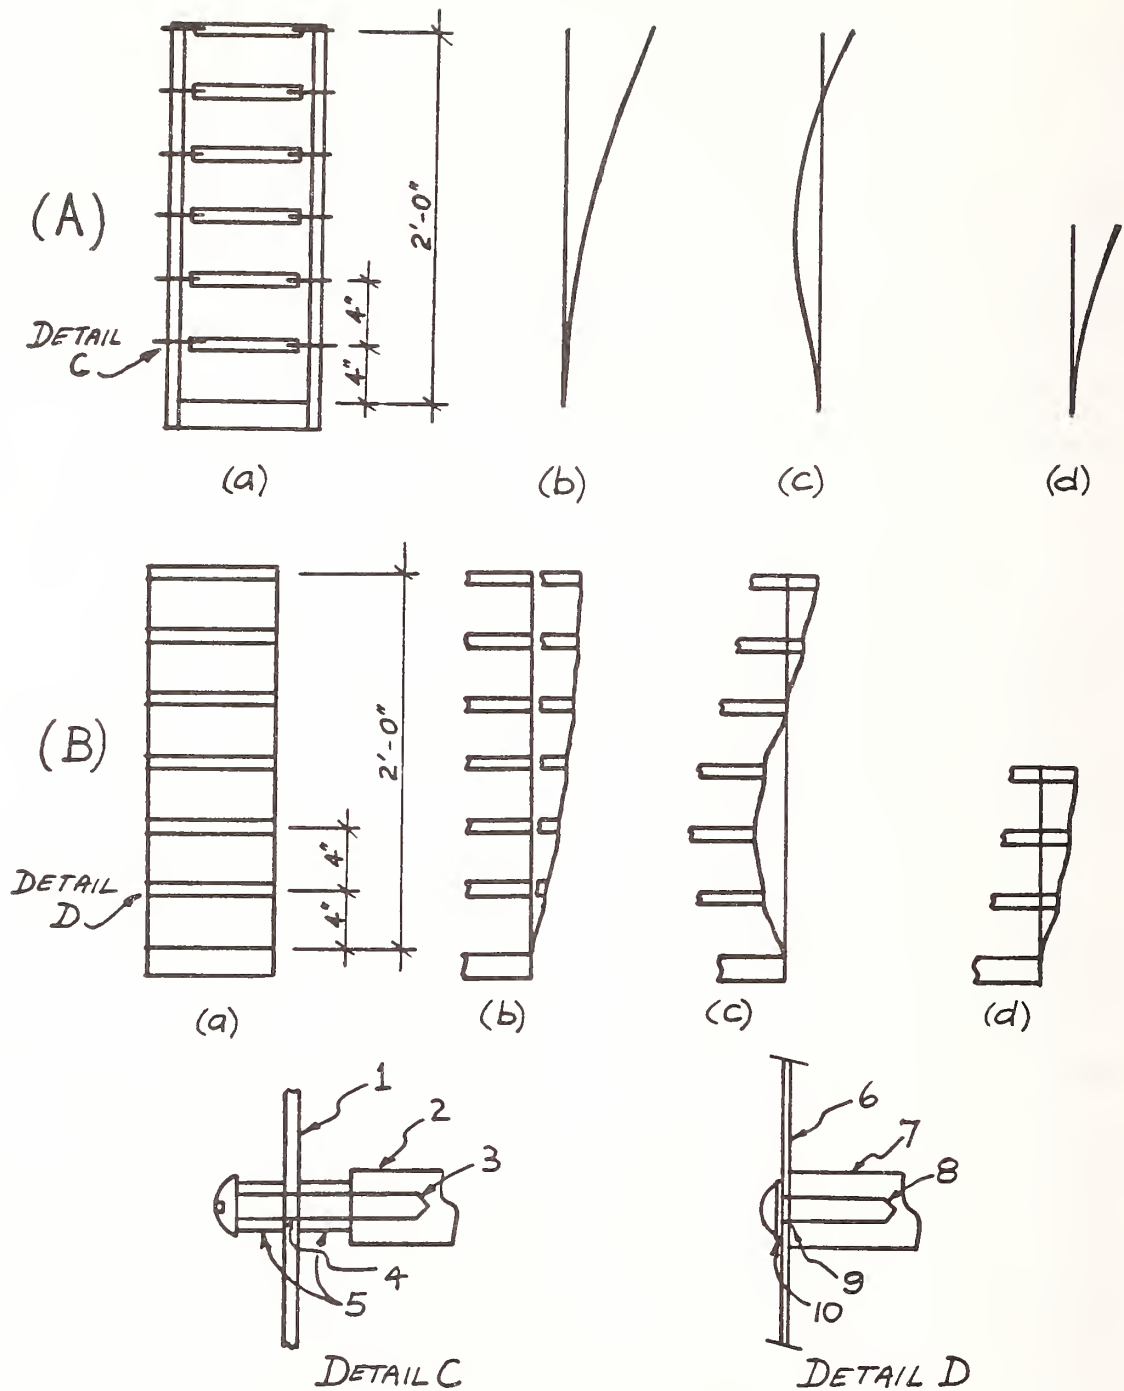 (A)
2'-0"
4"
4"
DETAIL
C
(a)
(b)
(c)
(d)
(B)
2'-0"
4"
4"
DETAIL
D
(a)
(b)
(c)
(d)
1
2
3
4
5
6
7
8
9
10
DETAIL C
DETAIL D